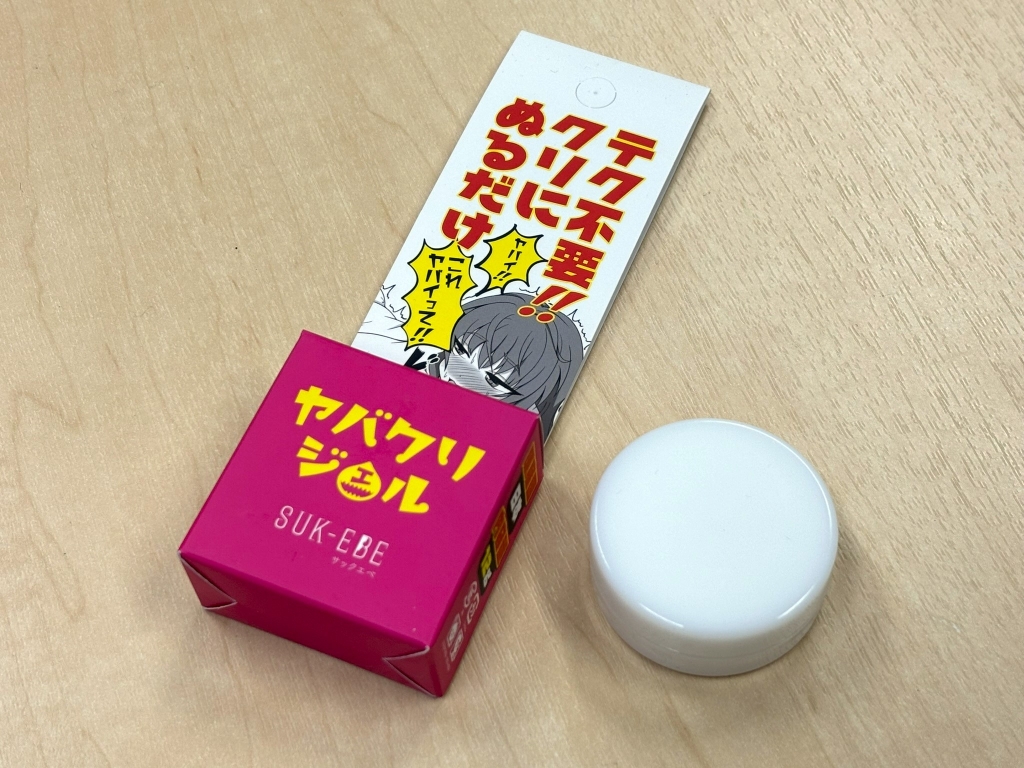 テク不要!!
クリに
ぬるだけ
ヤバイ!!
これ
ヤバイって!!
ヤバクリ
ジェル
SUK-EBE
サックエベ